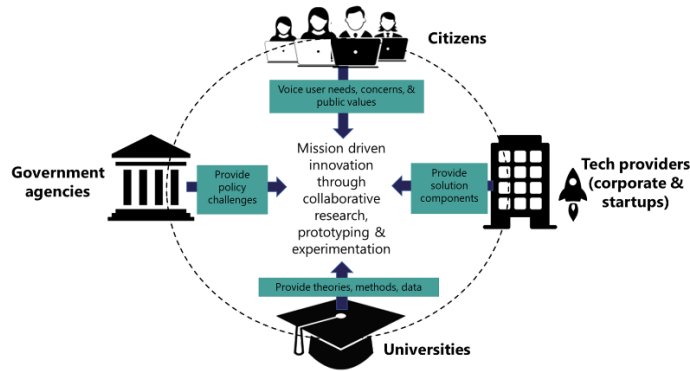 Citizens
Voice user needs, concerns, &
public values
Government
agencies
Provide
policy
challenges
Mission driven
innovation
through
collaborative
research,
prototyping &
experimentation
Provide
solution
components
Tech providers
(corporate &
startups)
Provide theories, methods, data
Universities